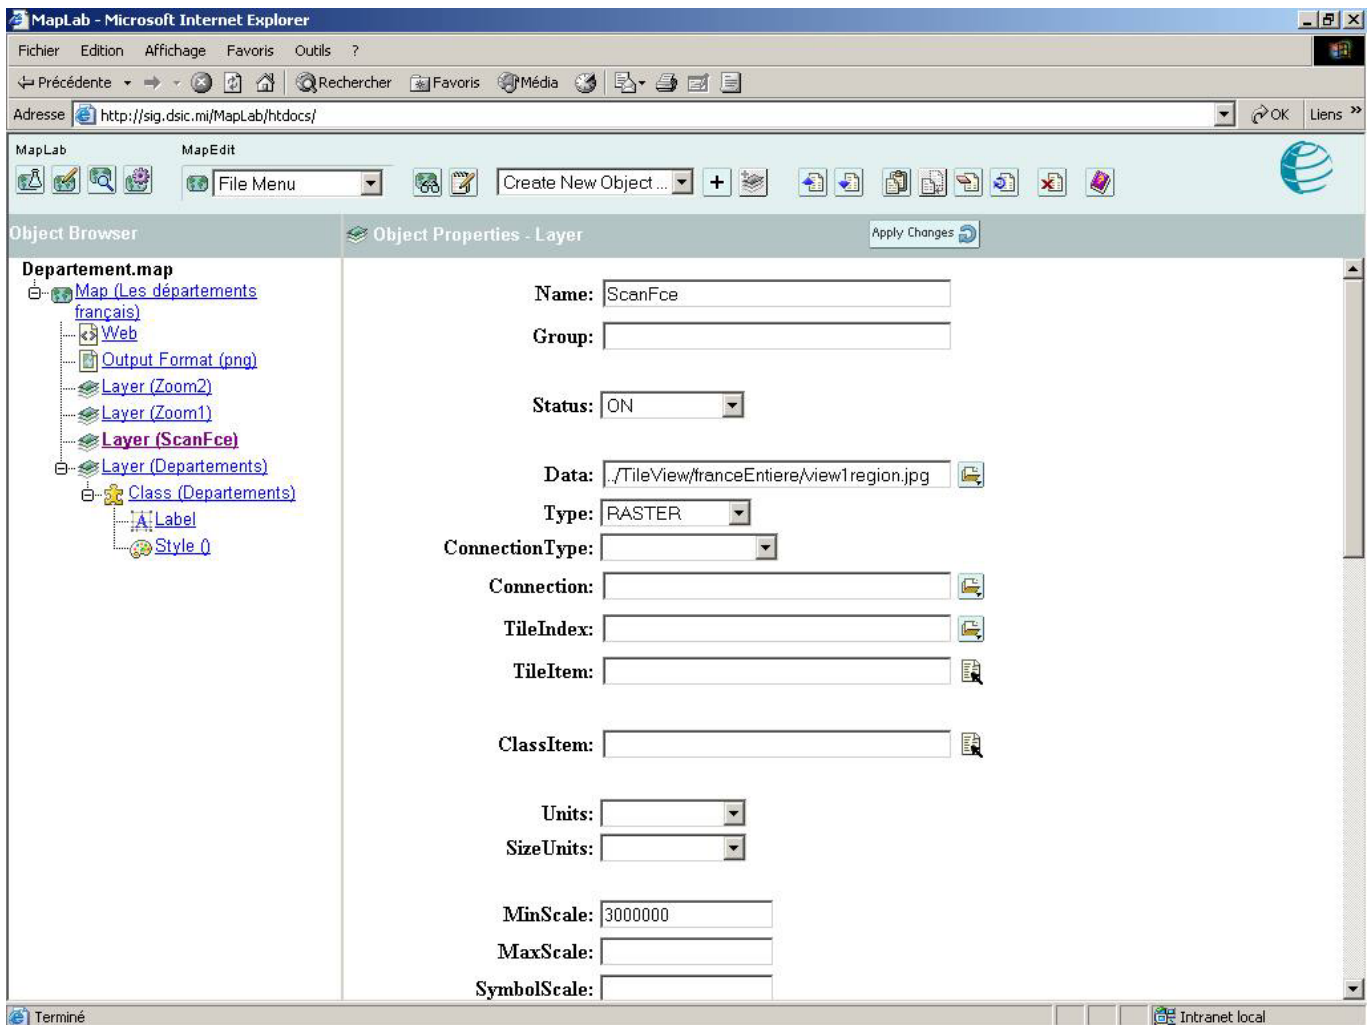 MapLab - Microsoft Internet Explorer
Fichier Edition Affichage Favoris Outils ?
Précédente Rechercher Favoris Média
Adresse http://sig.dsic.mi/MapLab/htdocs/ OK Liens »
MapLab MapEdit
File Menu Create New Object ... +
Object Browser Object Properties - Layer Apply Changes
Departement.map
Map (Les départements
français)
Web
Output Format (png)
Layer (Zoom2)
Layer (Zoom1)
Layer (ScanFce)
Layer (Departements)
Class (Departements)
Label
Style ()
Name: ScanFce
Group:
Status: ON
Data: ../TileView/franceEntiere/view1region.jpg
Type: RASTER
ConnectionType:
Connection:
TileIndex:
TileItem:
ClassItem:
Units:
SizeUnits:
MinScale: 3000000
MaxScale:
SymbolScale:
Terminé Intranet local